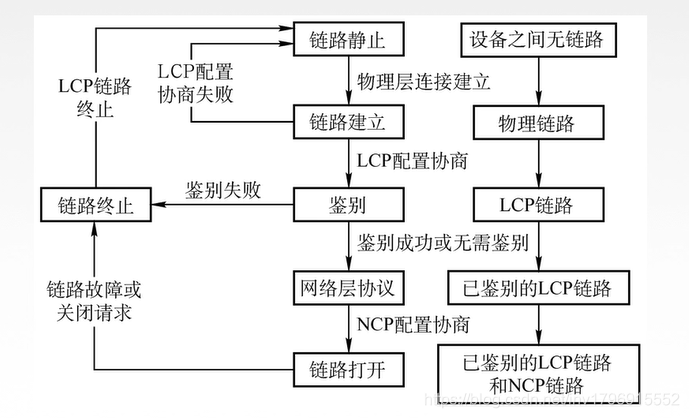 链路静止
设备之间无链路
LCP链路
终止
LCP配置
协商失败
物理层连接建立
链路建立
物理链路
LCP配置协商
链路终止
鉴别失败
鉴别
LCP链路
鉴别成功或无需鉴别
链路故障或
关闭请求
网络层协议
已鉴别的LCP链路
NCP配置协商
链路打开
已鉴别的LCP链路
和NCP链路